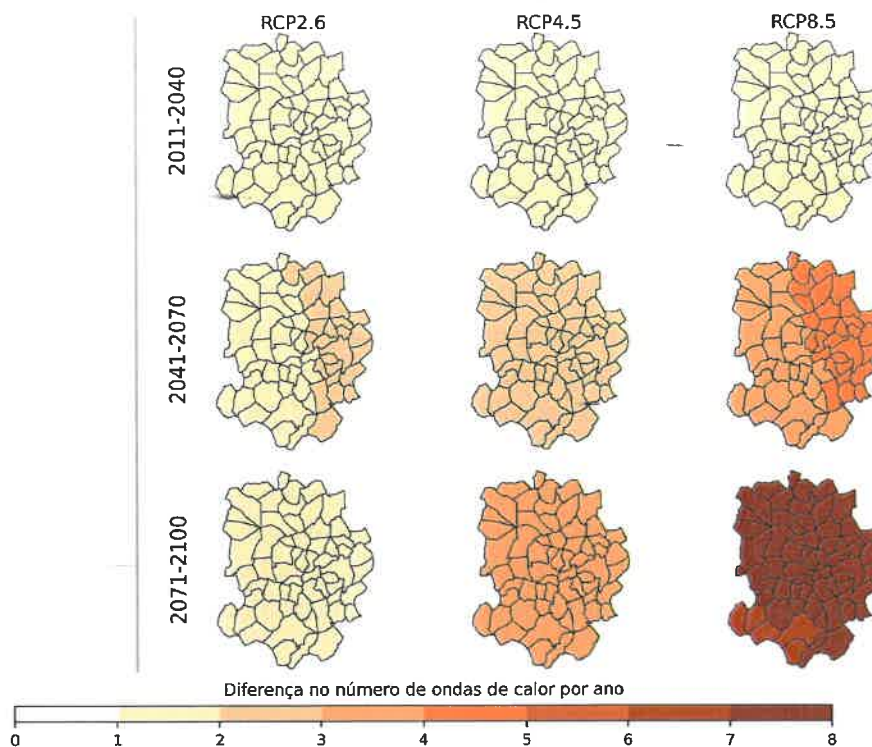 RCP2.6 RCP4.5 RCP8.5
2011-2040
2041-2070
2071-2100
Diferença no número de ondas de calor por ano
0 1 2 3 4 5 6 7 8